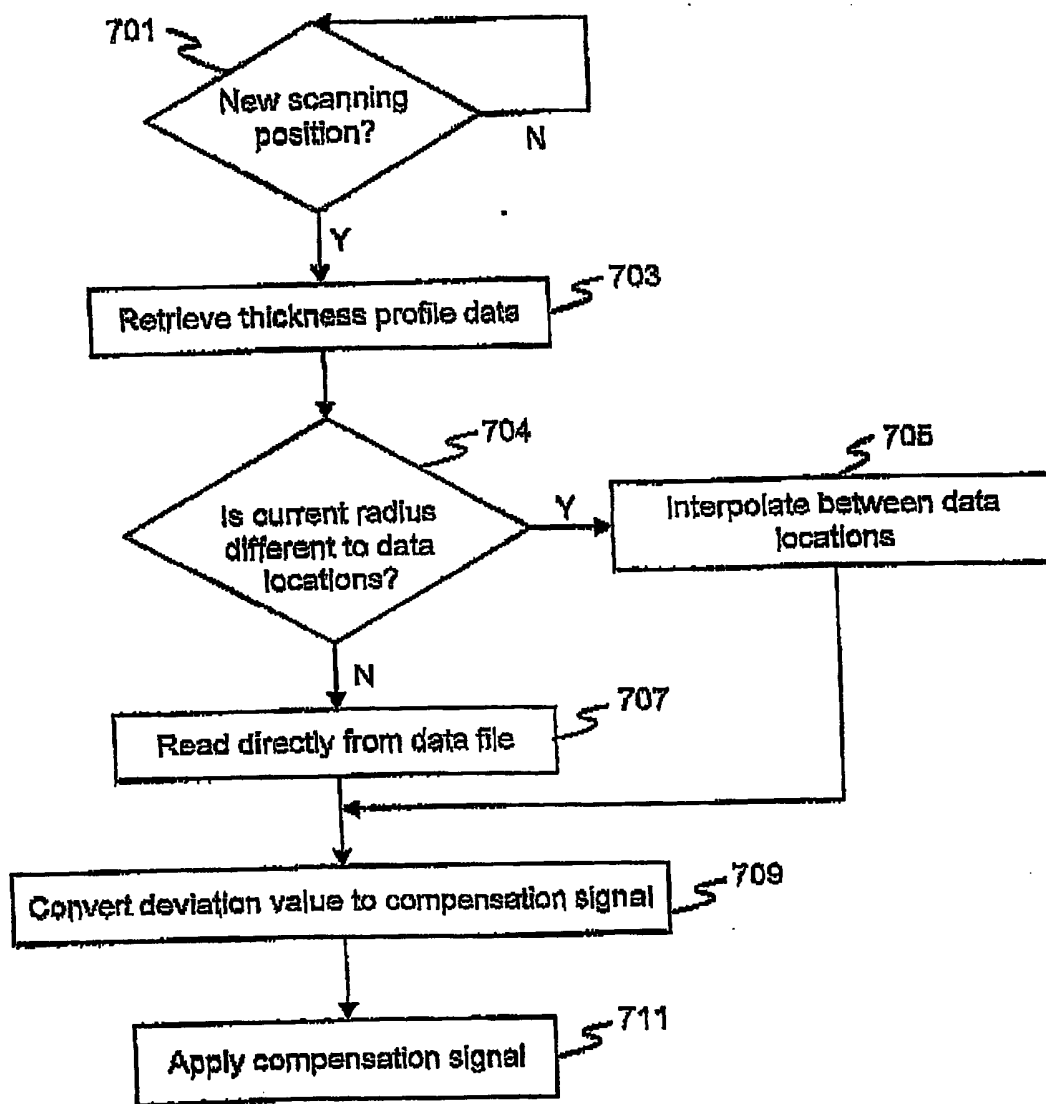 701
New scanning
position?
N
Y
Retrieve thickness profile data
703
704
Is current radius
different to data
locations?
Y
705
Interpolate between data
locations
N
707
Read directly from data file
709
Convert deviation value to compensation signal
711
Apply compensation signal